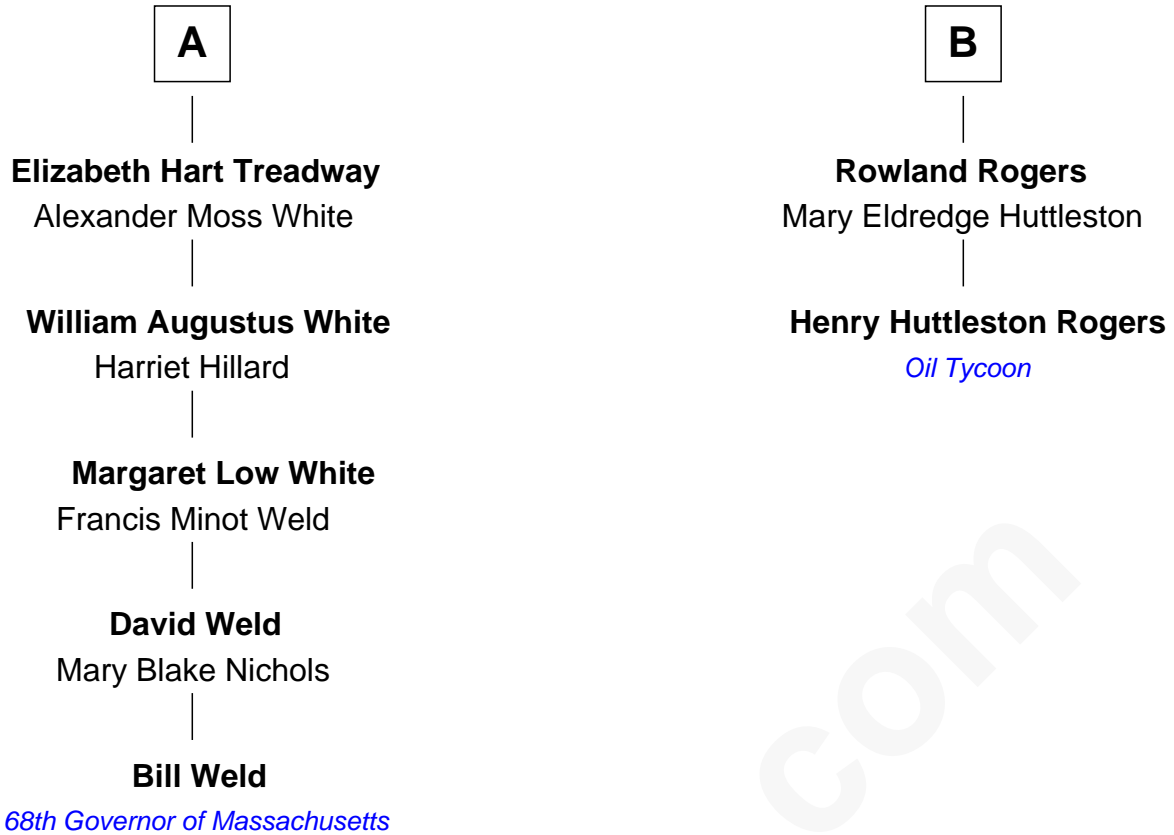 A
Elizabeth Hart Treadway
Alexander Moss White
William Augustus White
Harriet Hillard
Margaret Low White
Francis Minot Weld
David Weld
Mary Blake Nichols
Bill Weld
68th Governor of Massachusetts
B
Rowland Rogers
Mary Eldredge Huttleston
Henry Huttleston Rogers
Oil Tycoon
com